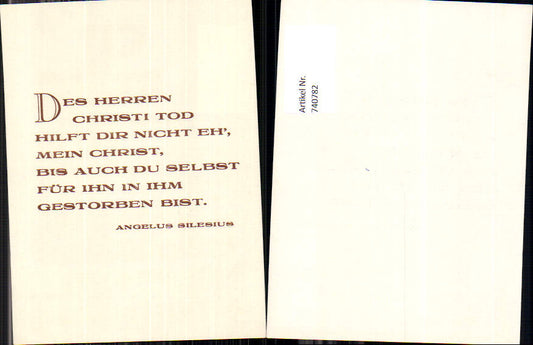 DES HERREN
CHRISTI TOD
HILFT DIR NICHT EH',
MEIN CHRIST,
BIS AUCH DU SELBST
FÜR IHN IN IHM
GESTORBEN BIST.
ANGELUS SILESIUS
Artikel Nr.
740782